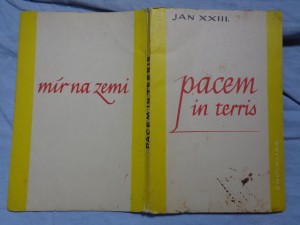 mír na zemi
PACEM IN TERRIS
JAN XXIII.
pacem
in terris